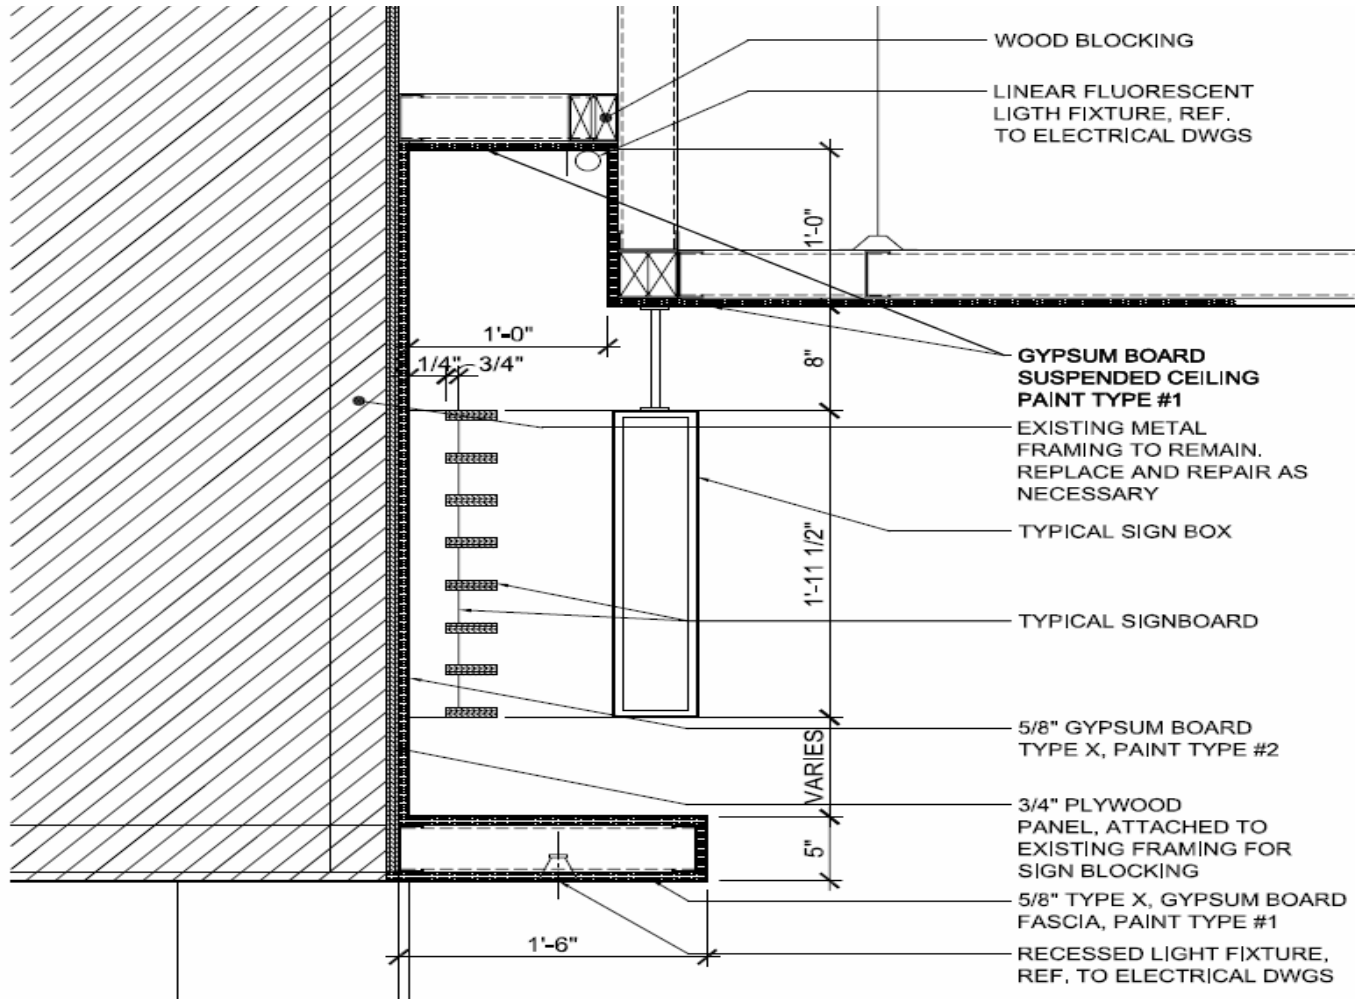 WOOD BLOCKING
LINEAR FLUORESCENT
LIGTH FIXTURE, REF.
TO ELECTRICAL DWGS
1'-0"
1'-0"
1/4" 3/4"
8"
GYPSUM BOARD
SUSPENDED CEILING
PAINT TYPE #1
EXISTING METAL
FRAMING TO REMAIN.
REPLACE AND REPAIR AS
NECESSARY
TYPICAL SIGN BOX
1'-11 1/2"
TYPICAL SIGNBOARD
5/8" GYPSUM BOARD
TYPE X, PAINT TYPE #2
VARIES
3/4" PLYWOOD
PANEL, ATTACHED TO
EXISTING FRAMING FOR
SIGN BLOCKING
5"
5/8" TYPE X, GYPSUM BOARD
FASCIA, PAINT TYPE #1
1'-6"
RECESSED LIGHT FIXTURE,
REF, TO ELECTRICAL DWGS